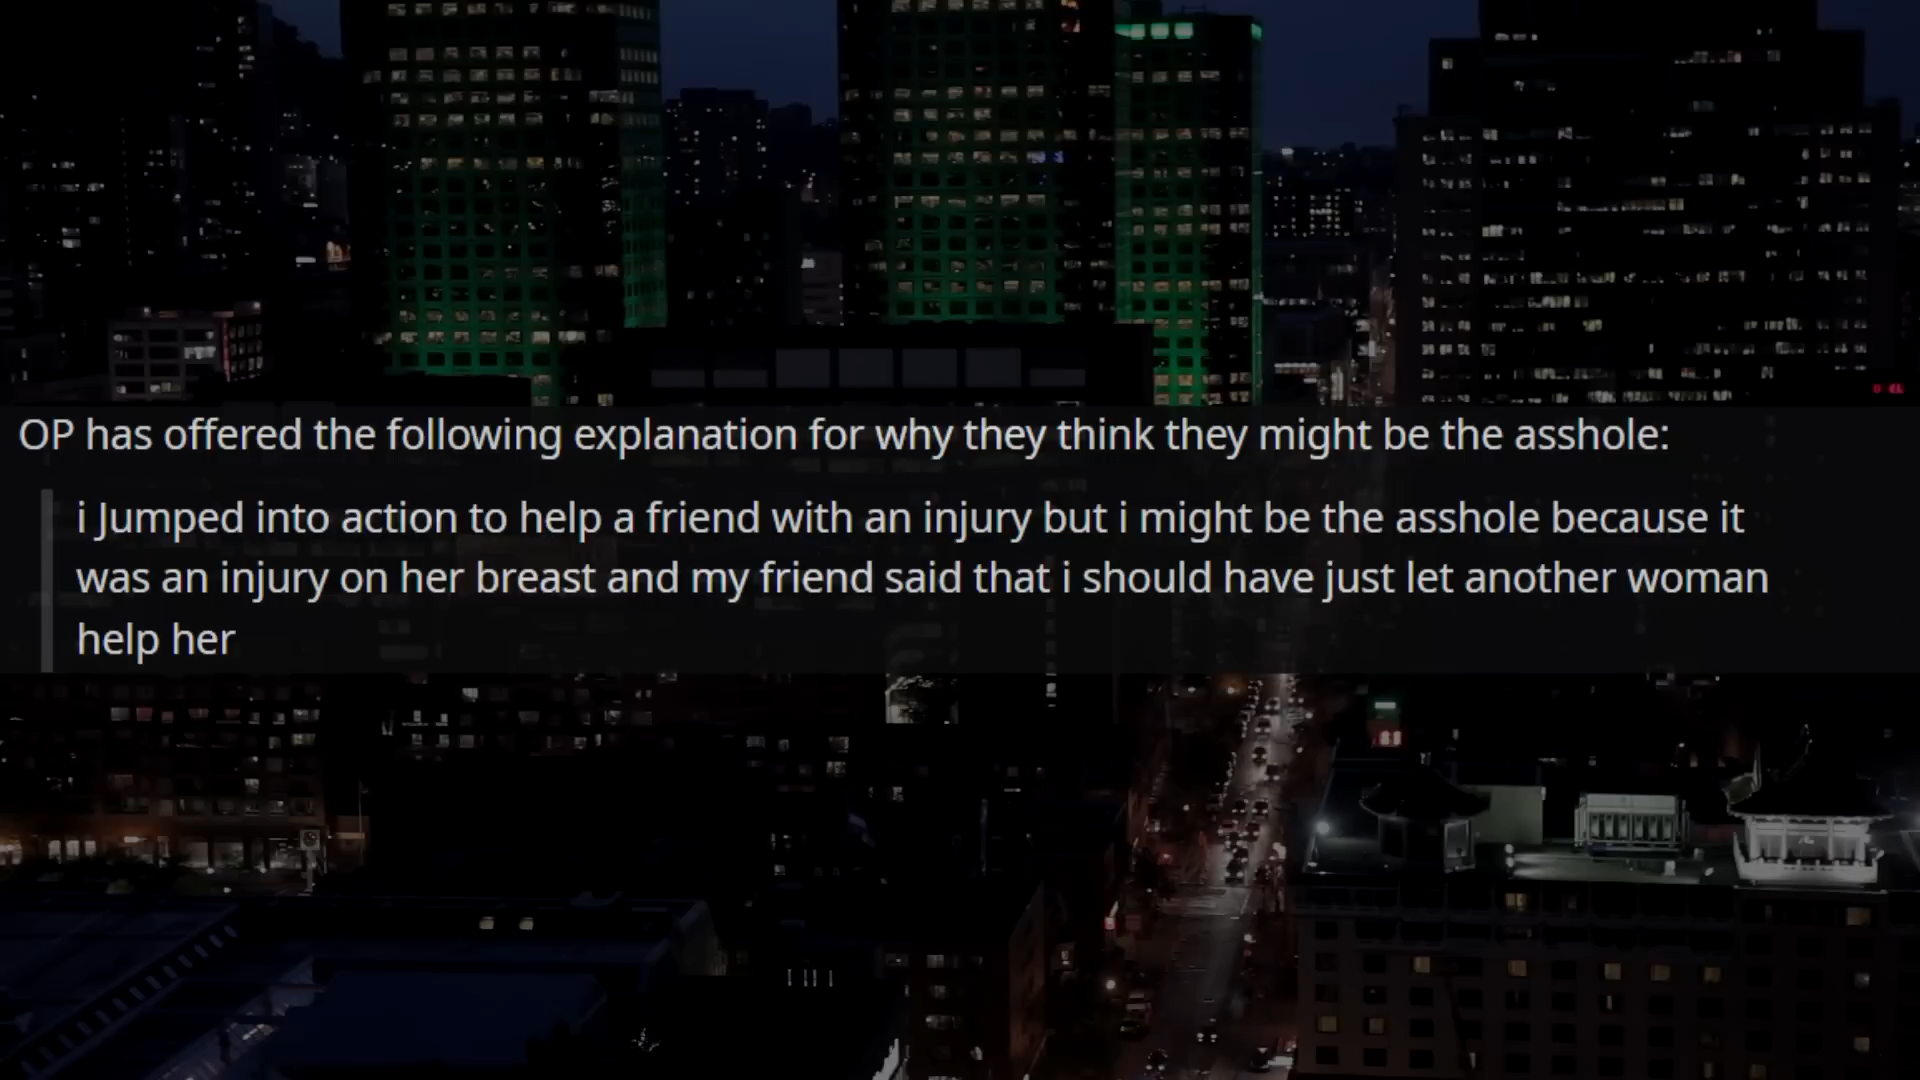 OP has offered the following explanation for why they think they might be the asshole:
i Jumped into action to help a friend with an injury but i might be the asshole because it
was an injury on her breast and my friend said that i should have just let another woman
help her